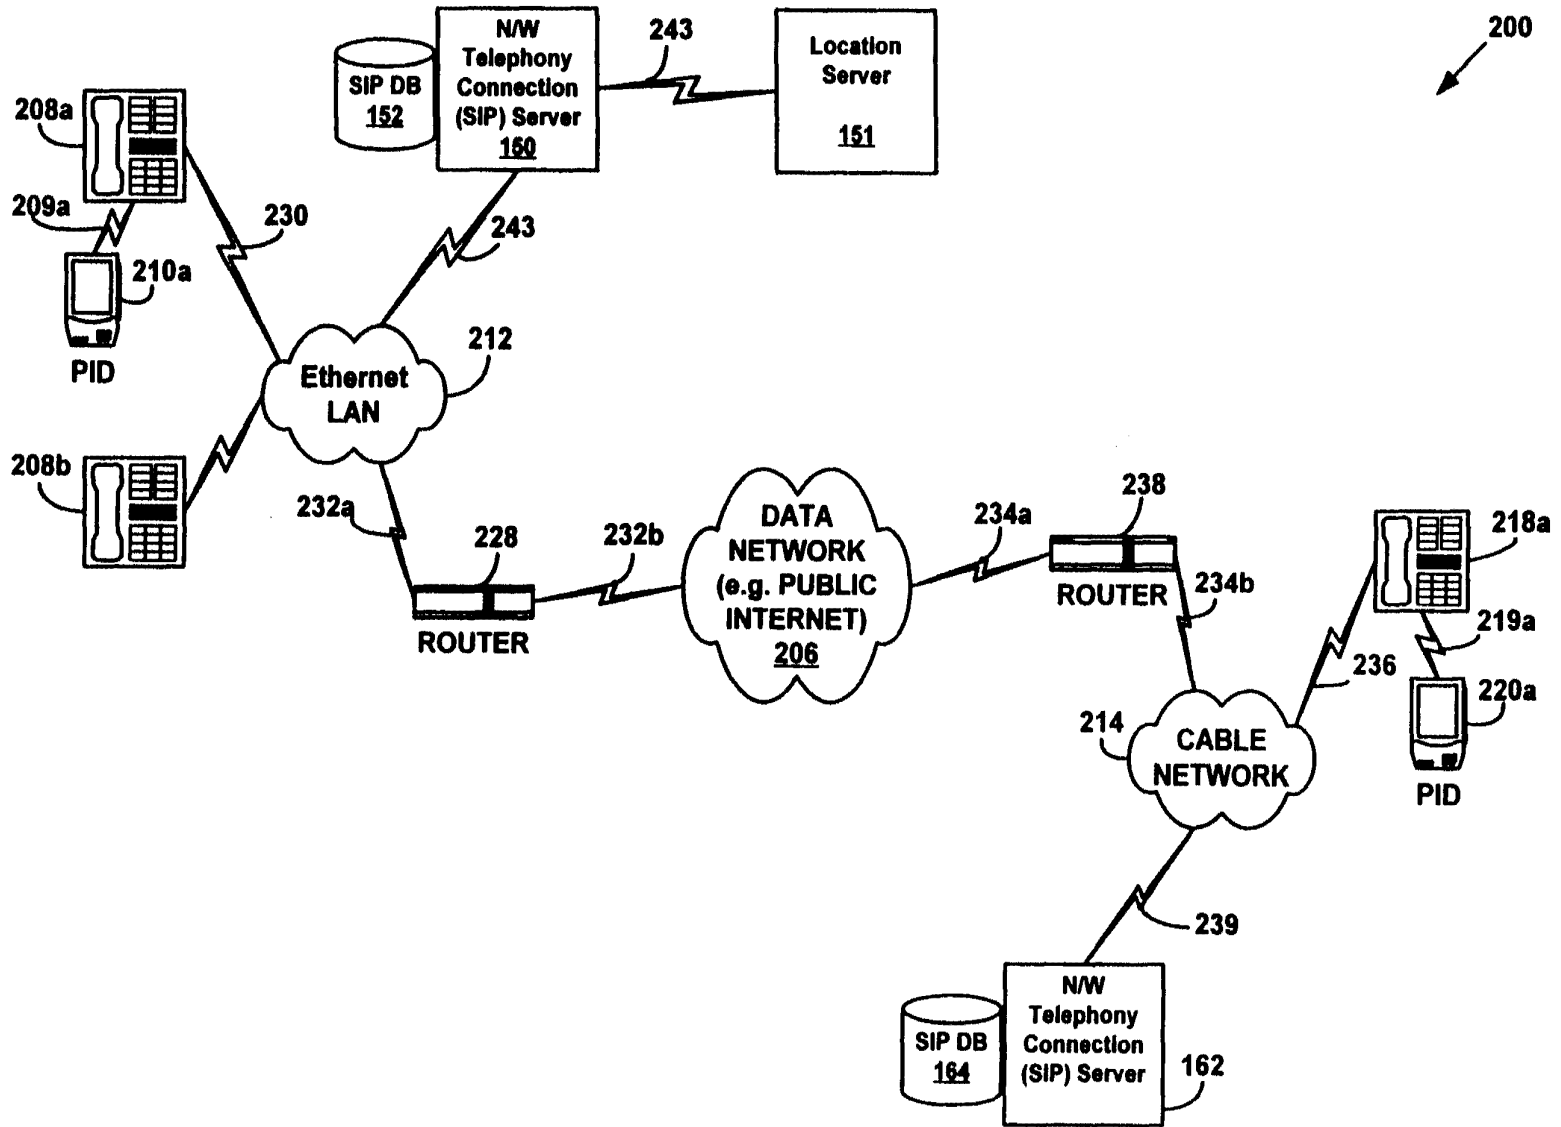 200
N/W
Telephony
Connection
(SIP) Server
150
SIP DB
152
243
Location
Server
151
208a
209a
230
210a
PID
243
212
Ethernet
LAN
208b
232a
228
ROUTER
232b
DATA
NETWORK
(e.g. PUBLIC
INTERNET)
206
234a
238
ROUTER
234b
218a
219a
236
220a
PID
214
CABLE
NETWORK
239
N/W
Telephony
Connection
(SIP) Server
SIP DB
164
162